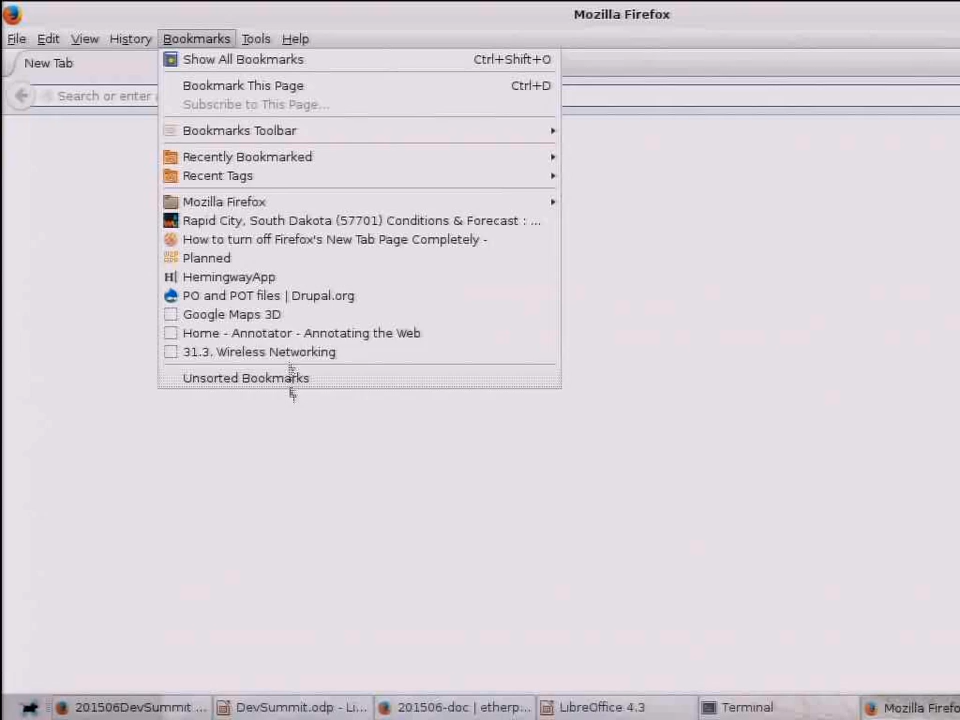 Mozilla Firefox
File Edit View History Bookmarks Tools Help
New Tab
Search or enter
Show All Bookmarks Ctrl+Shift+O
Bookmark This Page Ctrl+D
Subscribe to This Page...
Bookmarks Toolbar
Recently Bookmarked
Recent Tags
Mozilla Firefox
Rapid City, South Dakota (57701) Conditions & Forecast : ...
How to turn off Firefox's New Tab Page Completely -
Planned
HemingwayApp
PO and POT files | Drupal.org
Google Maps 3D
Home - Annotator - Annotating the Web
31.3. Wireless Networking
Unsorted Bookmarks
201506DevSummit ... DevSummit.odp - Li... 201506-doc | etherp... LibreOffice 4.3 Terminal Mozilla Firefo